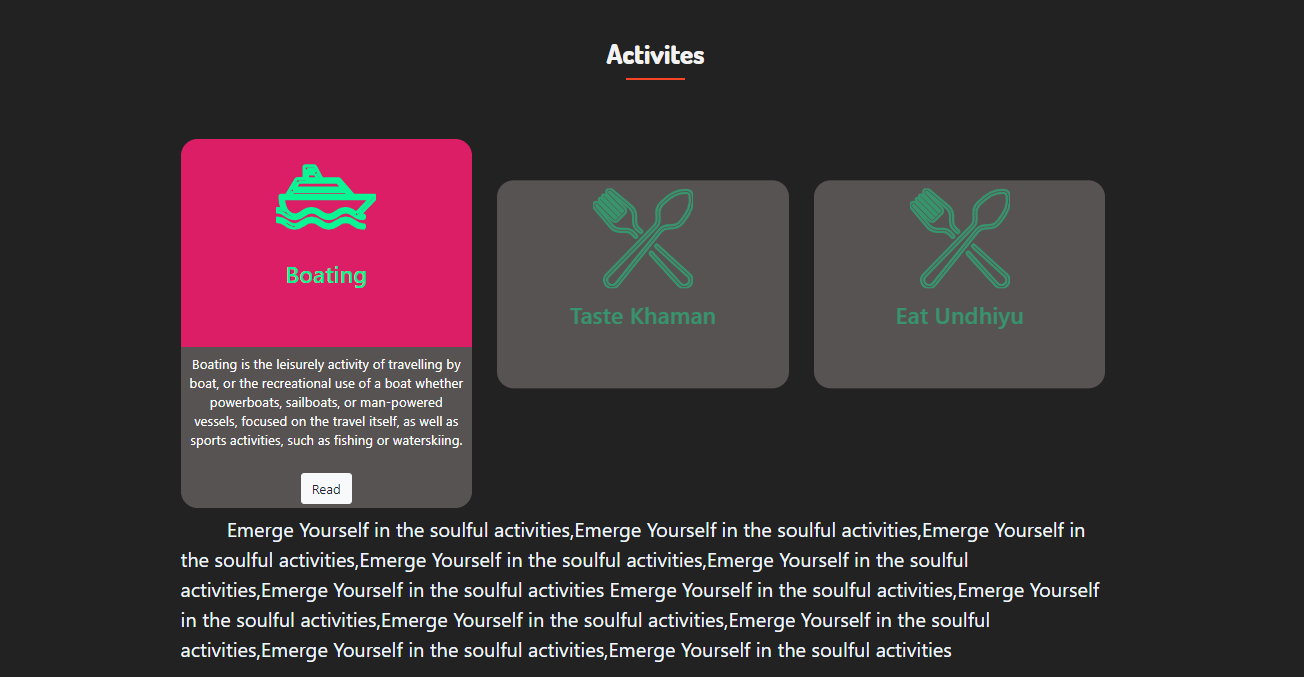 Activites
Boating
Taste Khaman
Eat Undhiyu
Boating is the leisurely activity of travelling by
boat, or the recreational use of a boat whether
powerboats, sailboats, or man-powered
vessels, focused on the travel itself, as well as
sports activities, such as fishing or waterskiing.
Read
Emerge Yourself in the soulful activities,Emerge Yourself in the soulful activities,Emerge Yourself in
the soulful activities,Emerge Yourself in the soulful activities,Emerge Yourself in the soulful
activities,Emerge Yourself in the soulful activities Emerge Yourself in the soulful activities,Emerge Yourself
in the soulful activities,Emerge Yourself in the soulful activities,Emerge Yourself in the soulful
activities,Emerge Yourself in the soulful activities,Emerge Yourself in the soulful activities